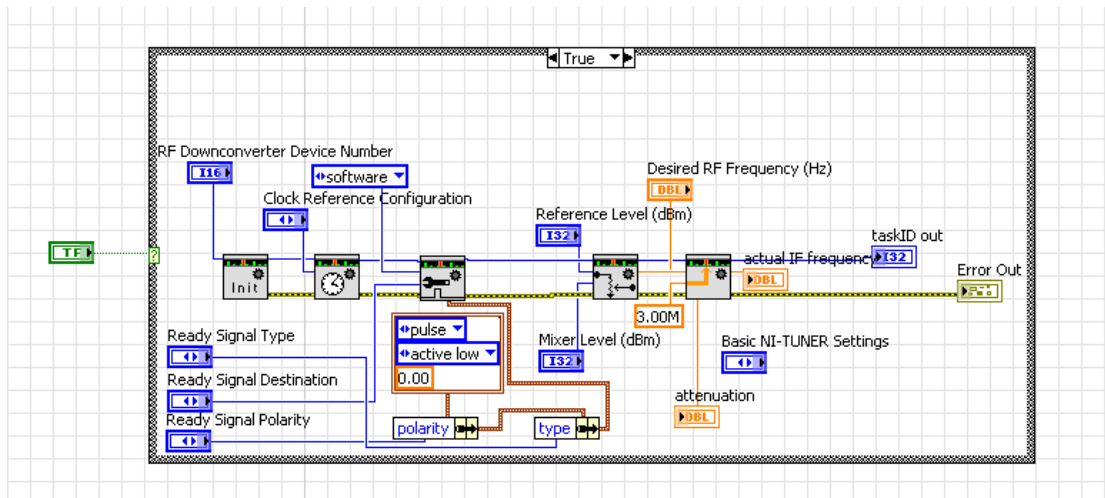 True
RF Downconverter Device Number
I16
software
Clock Reference Configuration
Desired RF Frequency (Hz)
DBL
Reference Level (dBm)
I32
TF
?
taskID out
I32
actual IF frequency
DBL
Error Out
Init
3.00M
Ready Signal Type
pulse
active low
0.00
Mixer Level (dBm)
I32
Basic NI-TUNER Settings
Ready Signal Destination
attenuation
DBL
Ready Signal Polarity
polarity
type